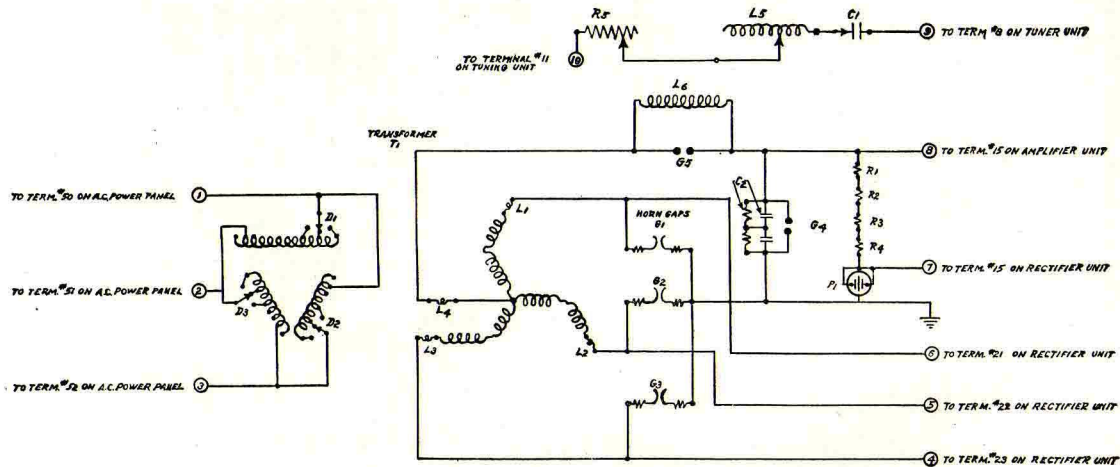 R5
L5
C1
10
9 TO TERM #8 ON TUNER UNIT
TO TERMINAL #11
ON TUNING UNIT
L6
TRANSFORMER
T1
G5
8 TO TERM. #15 ON AMPLIFIER UNIT
R1
TO TERM. #50 ON A.C. POWER PANEL 1
C2
R2
D1
L1
HORN GAPS
G1
G4
R3
R4
7 TO TERM. #15 ON RECTIFIER UNIT
TO TERM. #51 ON A.C. POWER PANEL 2
G2
P1
D3
D2
L4
L3
L2
6 TO TERM. #21 ON RECTIFIER UNIT
G3
TO TERM. #52 ON A.C. POWER PANEL 3
5 TO TERM. #22 ON RECTIFIER UNIT
4 TO TERM. #23 ON RECTIFIER UNIT